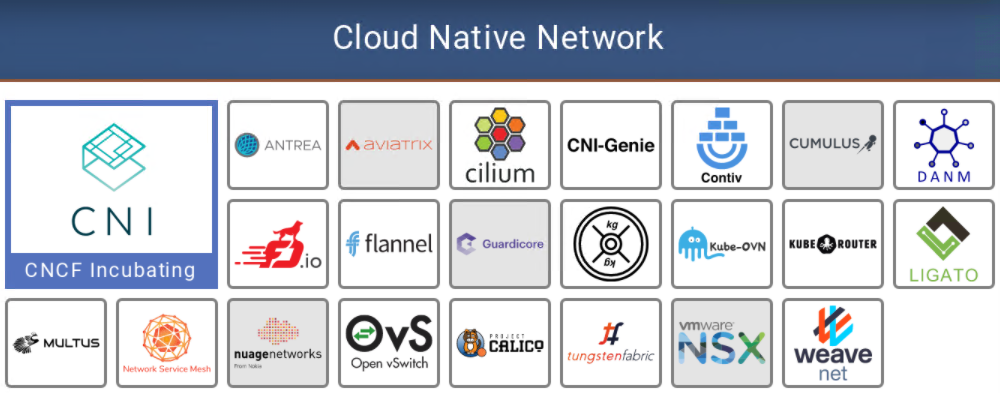 Cloud Native Network
CNI
CNCF Incubating
ANTREA
AVIATRIX
cilium
CNI-Genie
Contiv
CUMULUS
DANM
.io
flannel
Guardicore
kg
kg
Kube-OVN
KUBE ROUTER
LIGATO
MULTUS
Network Service Mesh
nuagenetworks
From Nokia
OvS
Open vSwitch
PROJECT
CALICO
tungstenfabric
vmware
NSX
weave
net